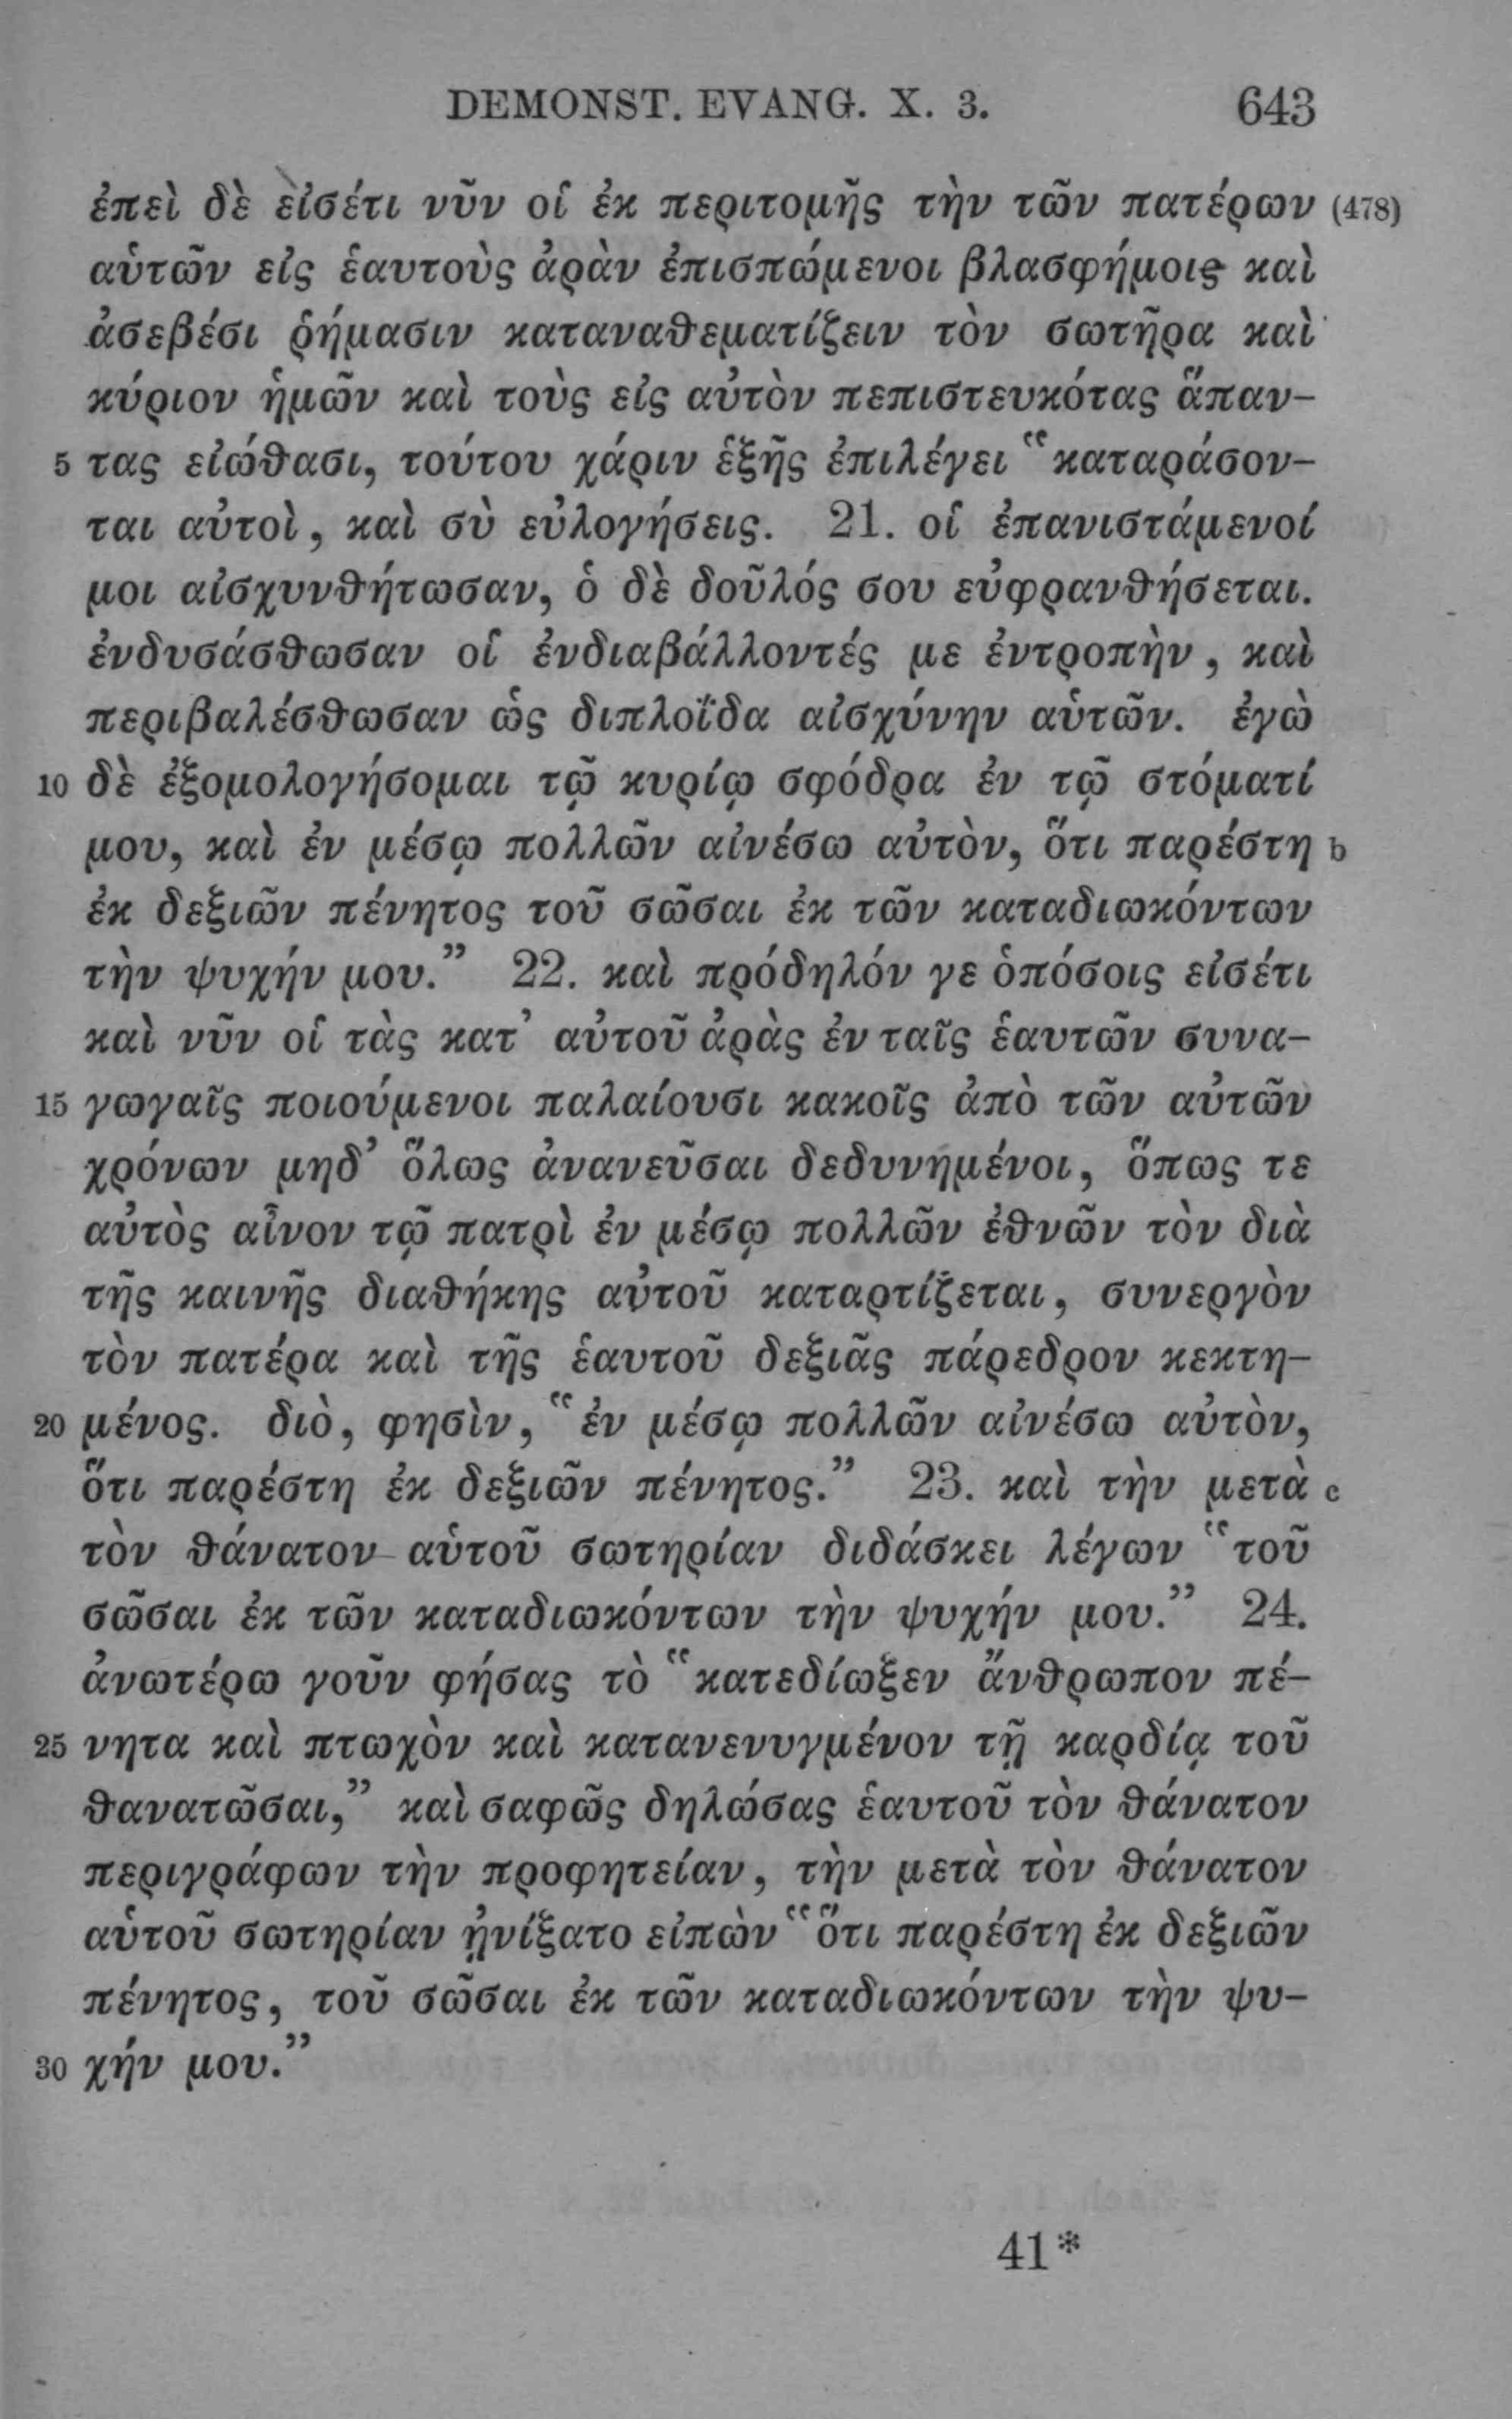 DEMONST. EVANG. X. 3. 643
ἐπεὶ δὲ εἰσέτι νῦν οἱ ἐκ περιτομῆς τὴν τῶν πατέρων (478)
αὑτῶν εἰς ἑαυτοὺς ἀρὰν ἐπισπώμενοι βλασφήμοις καὶ
ἀσεβέσι ῥήμασιν καταναθεματίζειν τὸν σωτῆρα καὶ
κύριον ἡμῶν καὶ τοὺς εἰς αὐτὸν πεπιστευκότας ἅπαν-
5 τας εἰώθασι, τούτου χάριν ἑξῆς ἐπιλέγει “καταράσον-
ται αὐτοὶ, καὶ σὺ εὐλογήσεις. 21. οἱ ἐπανιστάμενοί
μοι αἰσχυνθήτωσαν, ὁ δὲ δοῦλός σου εὐφρανθήσεται.
ἐνδυσάσθωσαν οἱ ἐνδιαβάλλοντές με ἐντροπὴν, καὶ
περιβαλέσθωσαν ὡς διπλοΐδα αἰσχύνην αὑτῶν. ἐγὼ
10 δὲ ἐξομολογήσομαι τῷ κυρίῳ σφόδρα ἐν τῷ στόματί
μου, καὶ ἐν μέσῳ πολλῶν αἰνέσω αὐτὸν, ὅτι παρέστη b
ἐκ δεξιῶν πένητος τοῦ σῶσαι ἐκ τῶν καταδιωκόντων
τὴν ψυχήν μου.” 22. καὶ πρόδηλόν γε ὁπόσοις εἰσέτι
καὶ νῦν οἱ τὰς κατ’ αὐτοῦ ἀρὰς ἐν ταῖς ἑαυτῶν συνα-
15 γωγαῖς ποιούμενοι παλαίουσι κακοῖς ἀπὸ τῶν αὐτῶν
χρόνων μηδ’ ὅλως ἀνανεῦσαι δεδυνημένοι, ὅπως τε
αὐτὸς αἶνον τῷ πατρὶ ἐν μέσῳ πολλῶν ἐθνῶν τὸν διὰ
τῆς καινῆς διαθήκης αὐτοῦ καταρτίζεται, συνεργὸν
τὸν πατέρα καὶ τῆς ἑαυτοῦ δεξιᾶς πάρεδρον κεκτη-
20 μένος. διὸ, φησὶν, “ἐν μέσῳ πολλῶν αἰνέσω αὐτὸν,
ὅτι παρέστη ἐκ δεξιῶν πένητος.” 23. καὶ τὴν μετὰ c
τὸν θάνατον αὑτοῦ σωτηρίαν διδάσκει λέγων “τοῦ
σῶσαι ἐκ τῶν καταδιωκόντων τὴν ψυχήν μου.” 24.
ἀνωτέρω γοῦν φήσας τὸ “κατεδίωξεν ἄνθρωπον πέ-
25 νητα καὶ πτωχὸν καὶ κατανενυγμένον τῇ καρδίᾳ τοῦ
θανατῶσαι,” καὶ σαφῶς δηλώσας ἑαυτοῦ τὸν θάνατον
περιγράφων τὴν προφητείαν, τὴν μετὰ τὸν θάνατον
αὑτοῦ σωτηρίαν ᾐνίξατο εἰπὼν “ὅτι παρέστη ἐκ δεξιῶν
πένητος, τοῦ σῶσαι ἐκ τῶν καταδιωκόντων τὴν ψυ-
30 χήν μου.”
41*